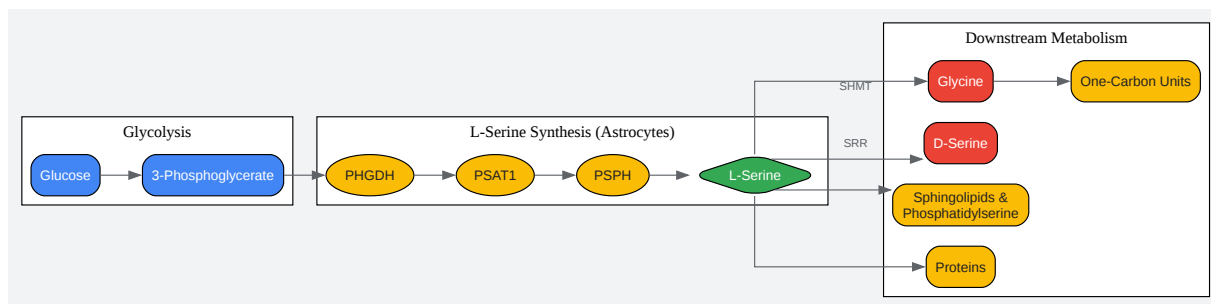 Glycolysis
Glucose
3-Phosphoglycerate
L-Serine Synthesis (Astrocytes)
PHGDH
PSAT1
PSPH
L-Serine
SHMT
SRR
Downstream Metabolism
Glycine
One-Carbon Units
D-Serine
Sphingolipids &
Phosphatidylserine
Proteins